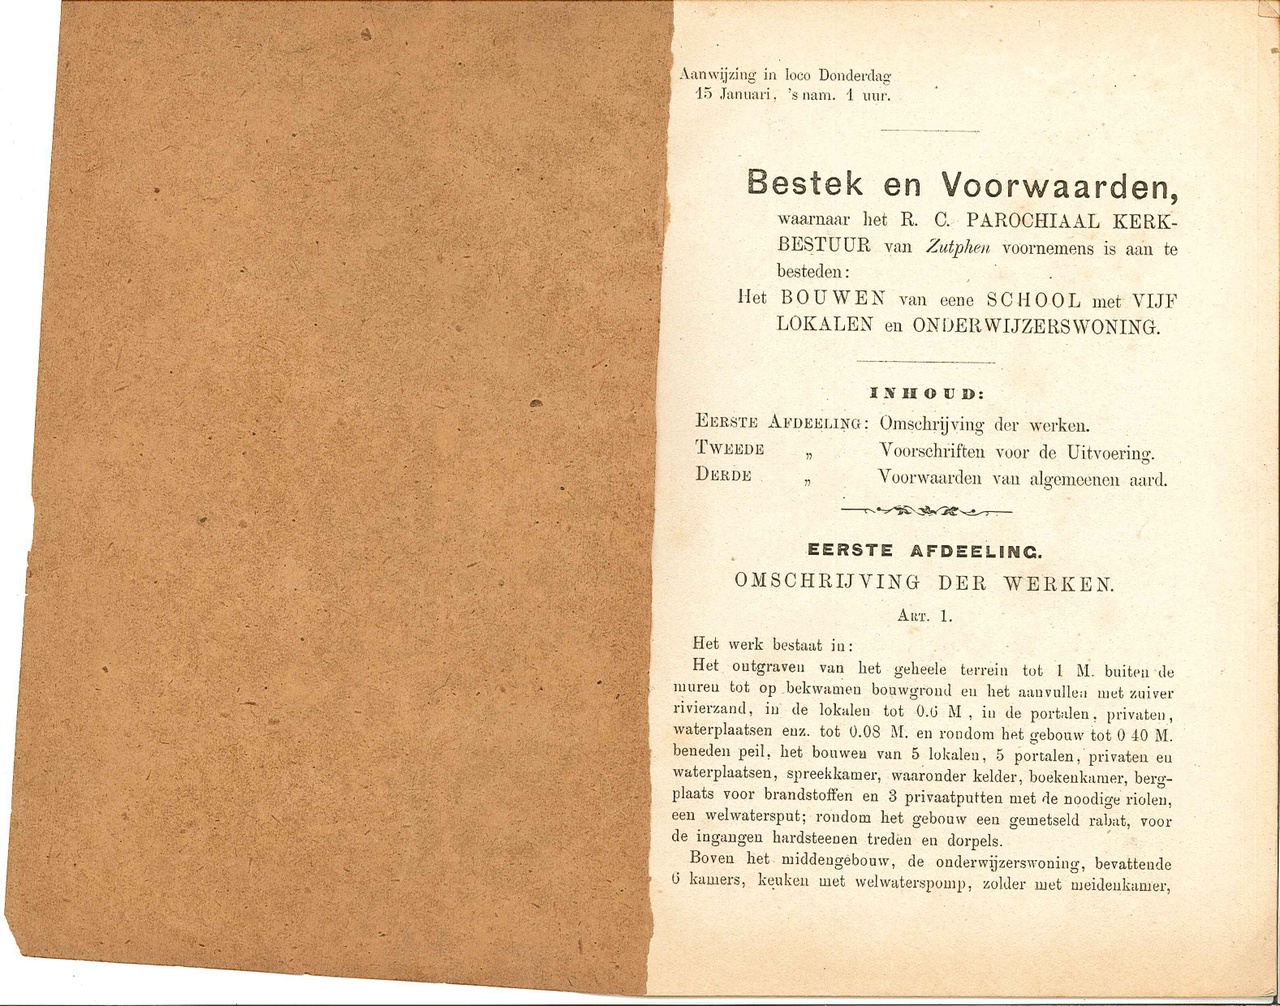 Aanwijzing in loco Donderdag
15 Januari, 's nam. 1 uur.
Bestek en Voorwaarden,
waarnaar het R. C. PAROCHIAAL KERK-
BESTUUR van Zutphen voornemens is aan te
besteden:
Het BOUWEN van eene SCHOOL met VIJF
LOKALEN en ONDERWIJZERSWONING.
INHOUD:
EERSTE AFDEELING: Omschrijving der werken.
TWEEDE „ Voorschriften voor de Uitvoering.
DERDE „ Voorwaarden van algemeenen aard.
EERSTE AFDEELING.
OMSCHRIJVING DER WERKEN.
ART. 1.
Het werk bestaat in:
Het ontgraven van het geheele terrein tot 1 M. buiten de
muren tot op bekwamen bouwgrond en het aanvullen met zuiver
rivierzand, in de lokalen tot 0.6 M , in de portalen, privaten,
waterplaatsen enz. tot 0.08 M. en rondom het gebouw tot 0 40 M.
beneden peil, het bouwen van 5 lokalen, 5 portalen, privaten en
waterplaatsen, spreekkamer, waaronder kelder, boekenkamer, berg-
plaats voor brandstoffen en 3 privaatputten met de noodige riolen,
een welwatersput; rondom het gebouw een gemetseld rabat, voor
de ingangen hardsteenen treden en dorpels.
Boven het middengebouw, de onderwijzerswoning, bevattende
6 kamers, keuken met welwaterspomp, zolder met meidenkamer,